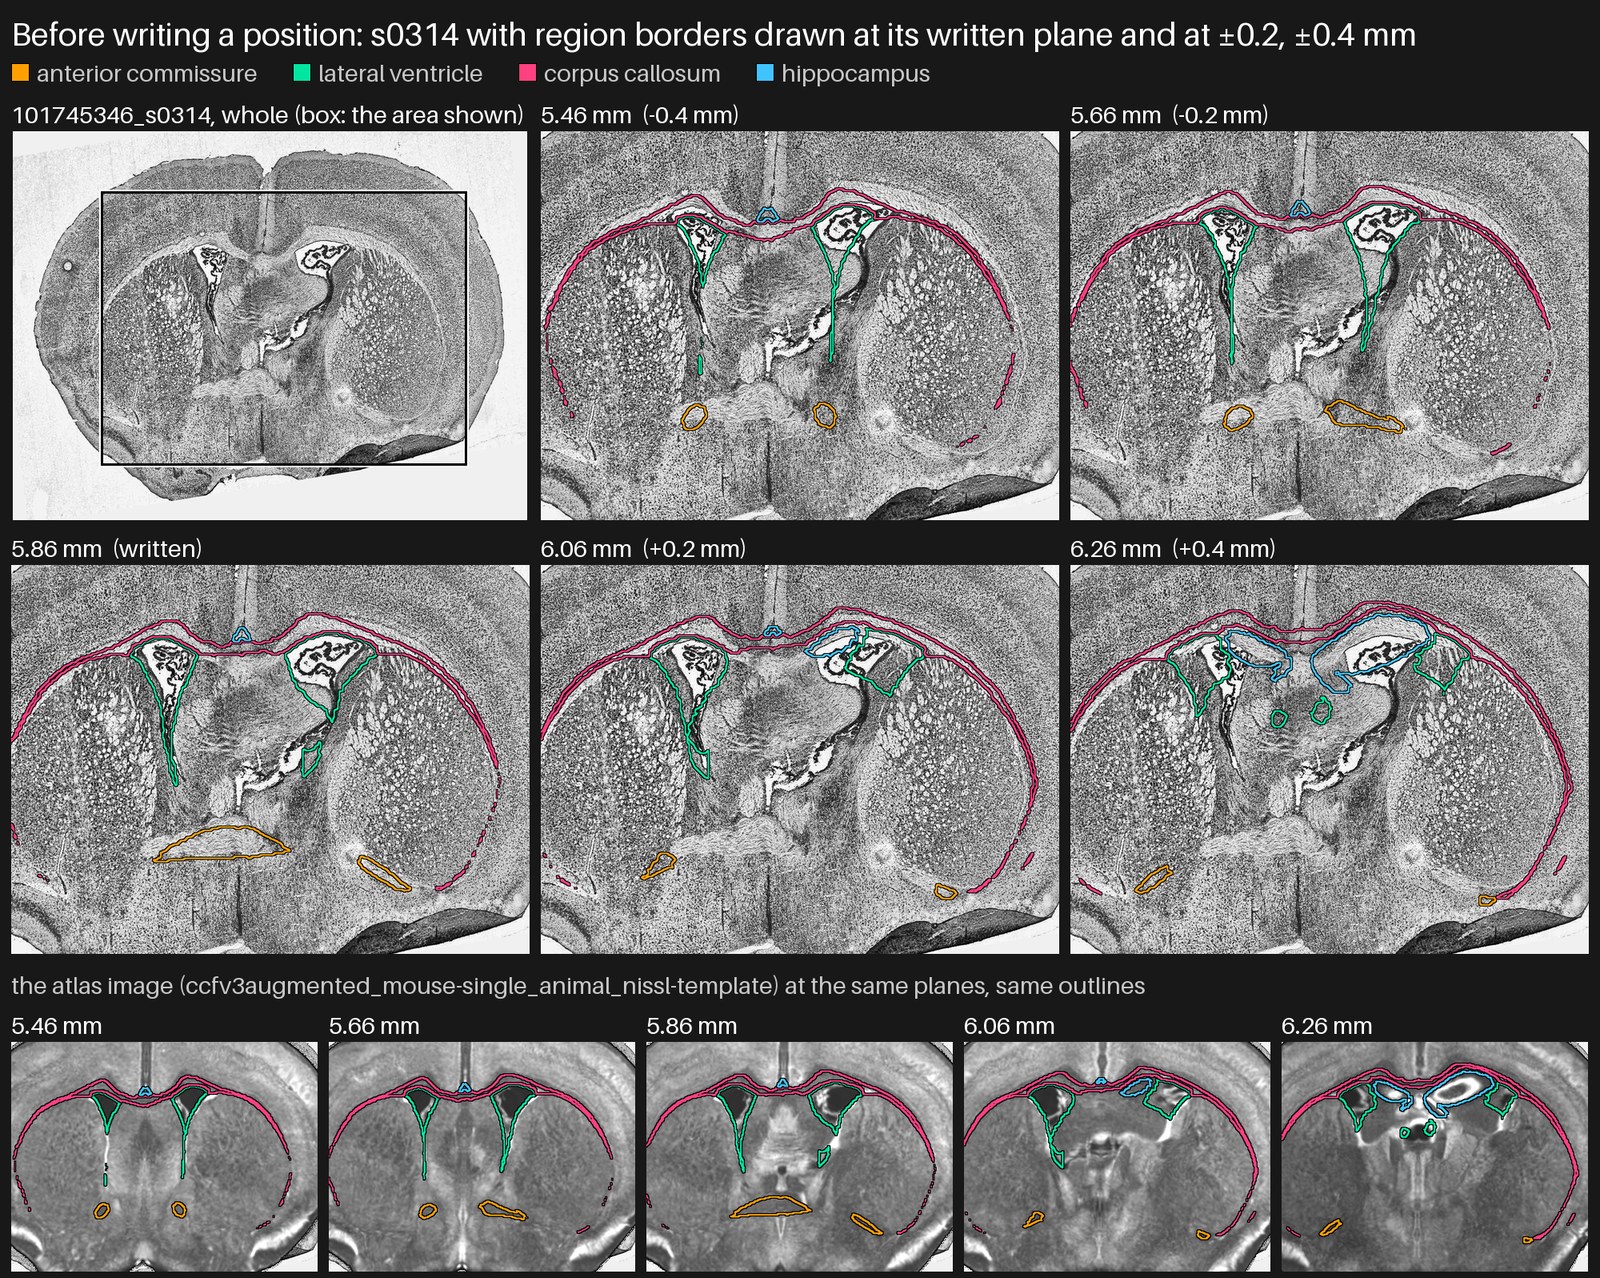 Before writing a position: s0314 with region borders drawn at its written plane and at ±0.2, ±0.4 mm
anterior commissure lateral ventricle corpus callosum hippocampus
101745346_s0314, whole (box: the area shown) 5.46 mm (-0.4 mm) 5.66 mm (-0.2 mm)
5.86 mm (written) 6.06 mm (+0.2 mm) 6.26 mm (+0.4 mm)
the atlas image (ccfv3augmented_mouse-single_animal_nissl-template) at the same planes, same outlines
5.46 mm 5.66 mm 5.86 mm 6.06 mm 6.26 mm